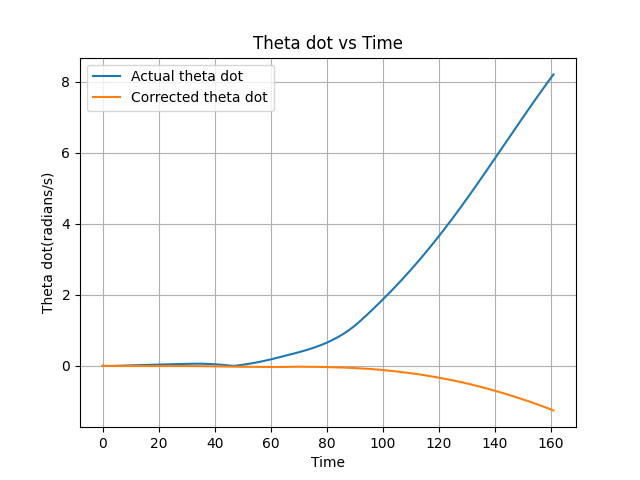 Theta dot vs Time
Actual theta dot
Corrected theta dot
8
6
4
2
0
Theta dot(radians/s)
0 20 40 60 80 100 120 140 160
Time